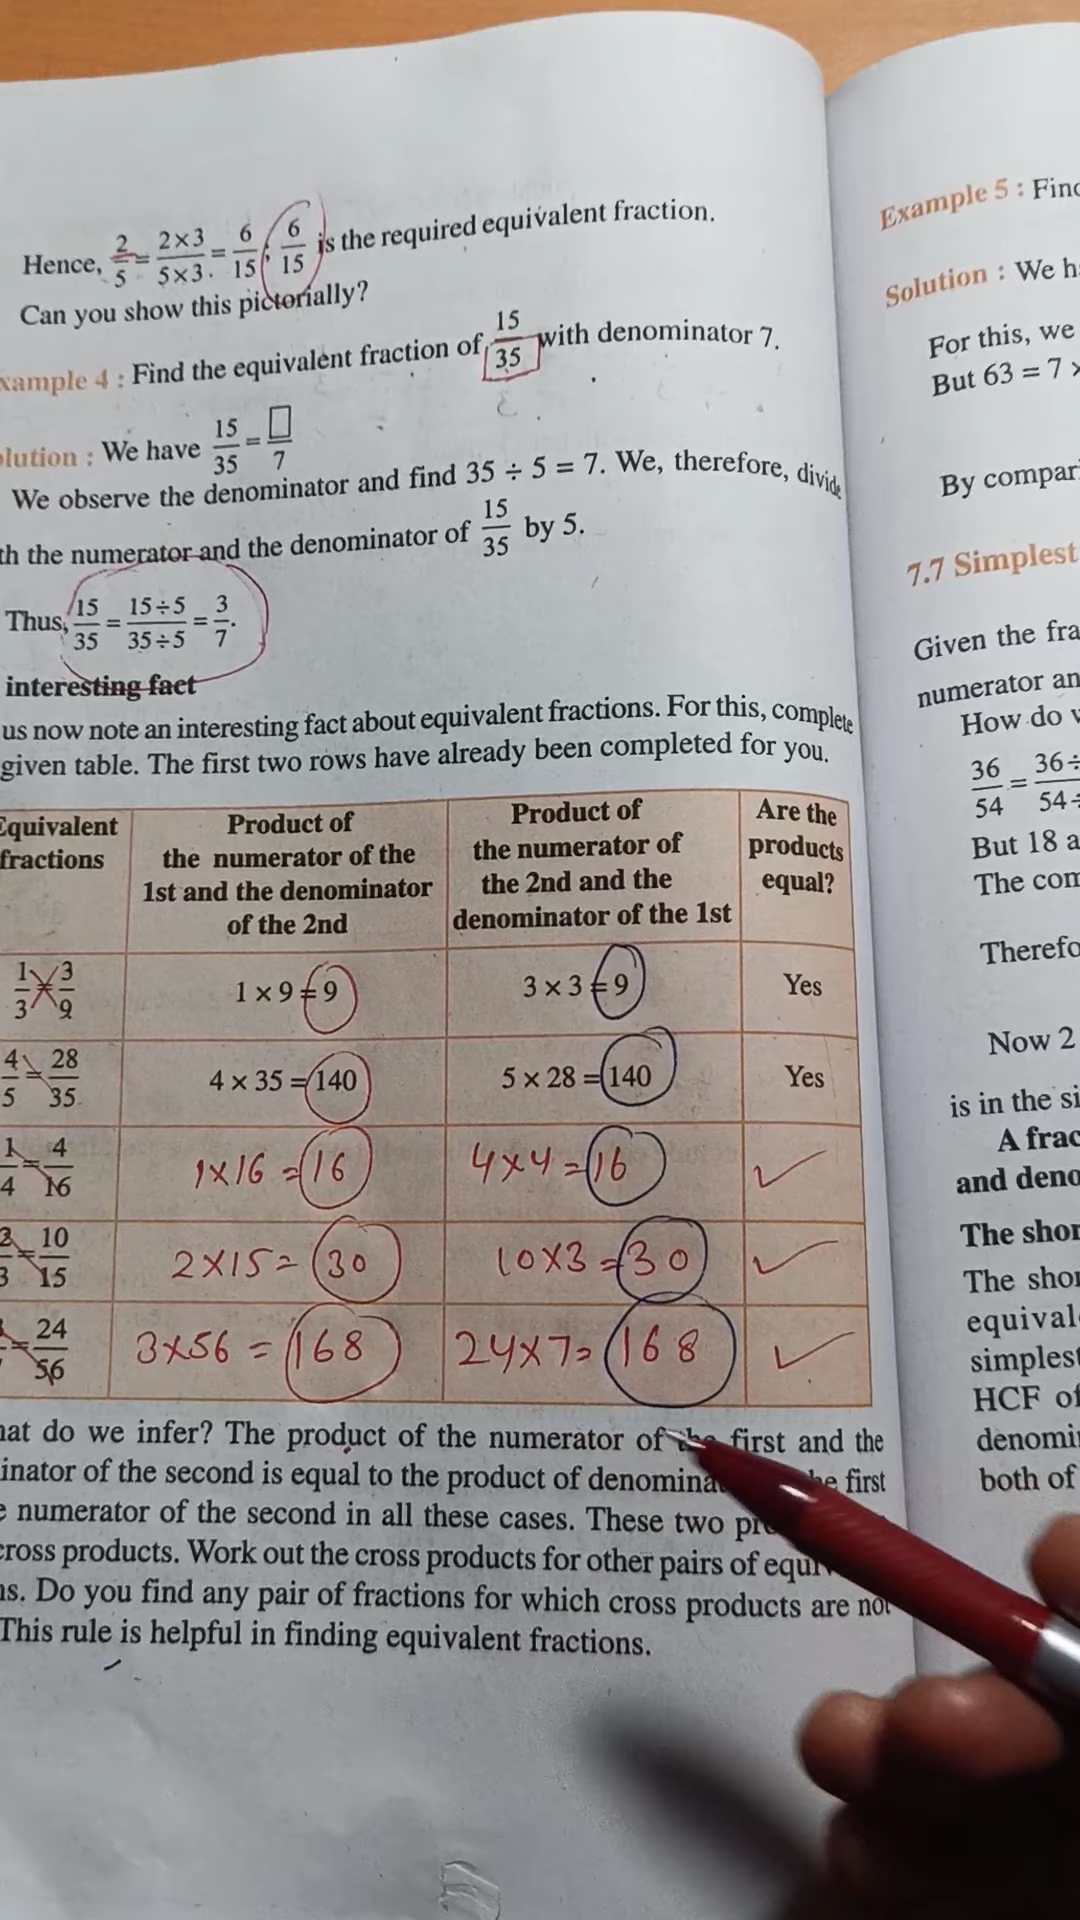 Hence, 2/5 = 2×3/5×3 = 6/15; 6/15 is the required equivalent fraction.
Can you show this pictorially?
xample 4 : Find the equivalent fraction of 15/35 with denominator 7.
lution : We have 15/35 = □/7
We observe the denominator and find 35 ÷ 5 = 7. We, therefore, divide
th the numerator and the denominator of 15/35 by 5.
Thus, 15/35 = 15÷5/35÷5 = 3/7.
interesting fact
us now note an interesting fact about equivalent fractions. For this, complete
given table. The first two rows have already been completed for you.
Equivalent fractions
Product of the numerator of the 1st and the denominator of the 2nd
Product of the numerator of the 2nd and the denominator of the 1st
Are the products equal?
1/3 = 3/9 1 × 9 = 9 3 × 3 = 9 Yes
4/5 = 28/35 4 × 35 = 140 5 × 28 = 140 Yes
1/4 = 4/16 1×16 = 16 4×4 = 16 ✓
2/3 = 10/15 2×15 = 30 10×3 = 30 ✓
= 24/56 3×56 = 168 24×7= 168 ✓
hat do we infer? The product of the numerator of the first and the
inator of the second is equal to the product of denomina he first
e numerator of the second in all these cases. These two pro
cross products. Work out the cross products for other pairs of equiv
ns. Do you find any pair of fractions for which cross products are not
This rule is helpful in finding equivalent fractions.
Example 5 : Find
Solution : We ha
For this, we
But 63 = 7 ×
By compari
7.7 Simplest
Given the fra
numerator an
How do w
36/54 = 36÷/54÷
But 18 a
The com
Therefo
Now 2
is in the si
A frac
and deno
The shor
The shor
equival
simplest
HCF of
denomi
both of